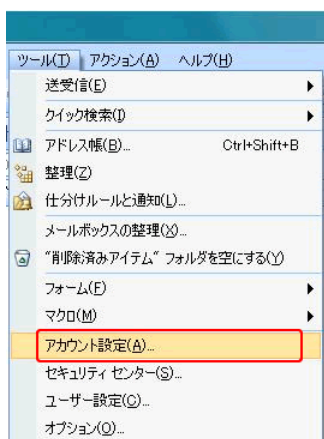 ツール(T) アクション(A) ヘルプ(H)
送受信(E)
クイック検索(I)
アドレス帳(B)... Ctrl+Shift+B
整理(Z)
仕分けルールと通知(L)...
メールボックスの整理(X)...
"削除済みアイテム" フォルダを空にする(Y)
フォーム(F)
マクロ(M)
アカウント設定(A)...
セキュリティ センター(S)...
ユーザー設定(C)...
オプション(O)...